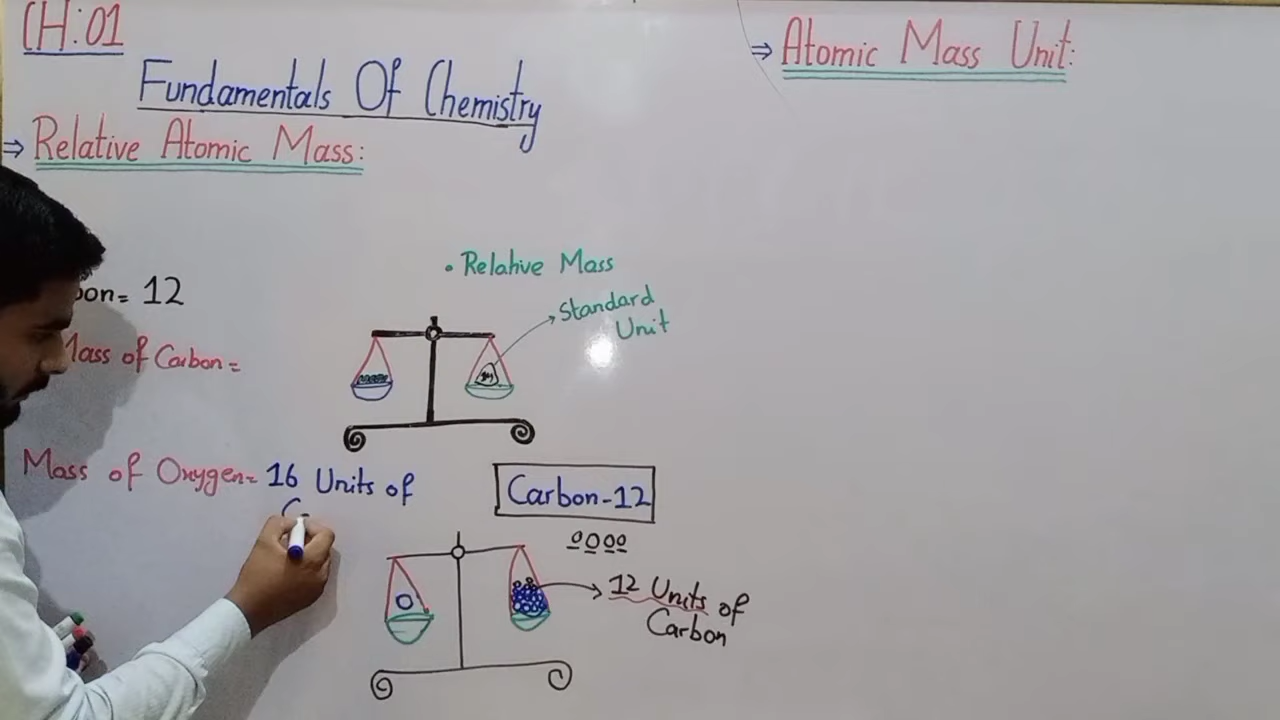 CH:01
Fundamentals Of Chemistry
⇒ Relative Atomic Mass:
bon= 12
Mass of Carbon=
• Relative Mass
Standard
Unit
Mass of Oxygen= 16 Units of
Carbon-12
12 Units of
Carbon
⇒ Atomic Mass Unit: